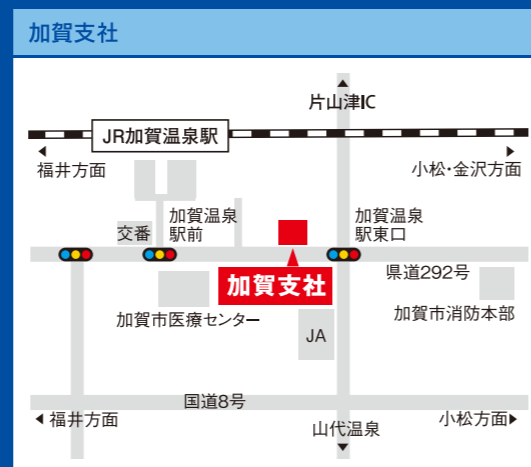 加賀支社
片山津IC
JR加賀温泉駅
福井方面
小松・金沢方面
交番
加賀温泉
駅前
加賀温泉
駅東口
県道292号
加賀支社
加賀市医療センター
加賀市消防本部
JA
国道8号
福井方面
山代温泉
小松方面